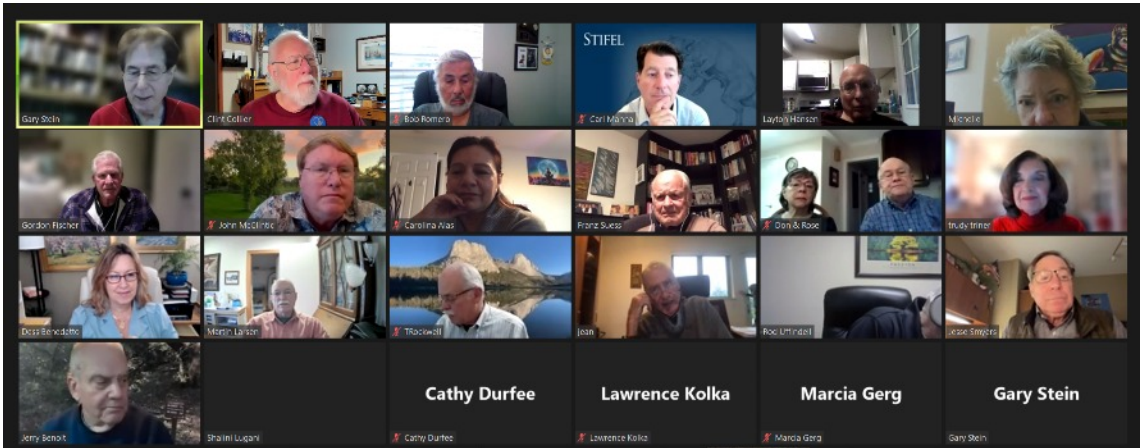 Gary Stein
Clint Collier
Bob Romero
STIFEL
Carl Manna
Layton Hansen
Michelle
Gordon Fischer
John McClintic
Carolina Alas
Franz Suess
Don & Rose
trudy triner
Dess Benedetto
Martin Larsen
TRockwell
jean
Rod Uffindell
Jesse Smyers
Jerry Benoit
Shalini Lugani
Cathy Durfee
Cathy Durfee
Lawrence Kolka
Lawrence Kolka
Marcia Gerg
Marcia Gerg
Gary Stein
Gary Stein